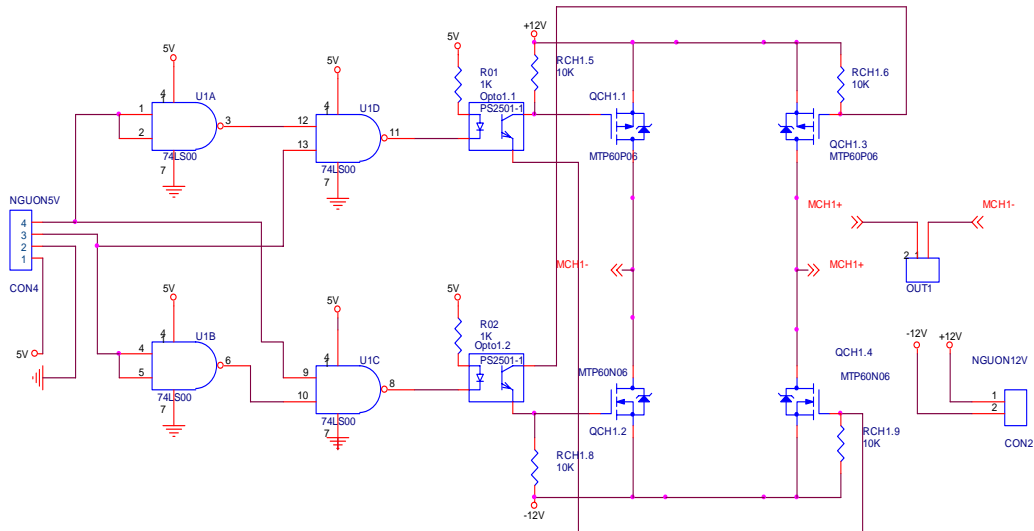 5V
U1A
4
1
2
3
7
74LS00
5V
U1D
4
12
13
11
7
74LS00
5V
R01
1K
Opto1.1
PS2501-1
+12V
RCH1.5
10K
QCH1.1
MTP60P06
RCH1.6
10K
QCH1.3
MTP60P06
NGUON5V
4
3
2
1
CON4
5V
MCH1-
MCH1+
MCH1+
MCH1-
2
1
OUT1
5V
U1B
4
4
5
6
7
74LS00
5V
U1C
4
9
10
8
7
74LS00
5V
R02
1K
Opto1.2
PS2501-1
MTP60N06
QCH1.2
RCH1.8
10K
-12V
QCH1.4
MTP60N06
RCH1.9
10K
-12V
+12V
NGUON12V
1
2
CON2